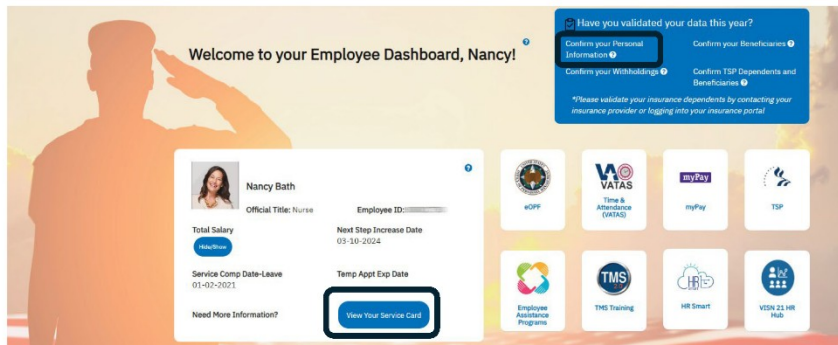 Have you validated your data this year?
Welcome to your Employee Dashboard, Nancy!
Confirm your Personal
Information
Confirm your Beneficiaries
Confirm your Withholdings
Confirm TSP Dependents and
Beneficiaries
*Please validate your insurance dependents by contacting your
insurance provider or logging into your insurance portal
Nancy Bath
Official Title: Nurse
Employee ID:
Total Salary
Hide/Show
Next Step Increase Date
03-10-2024
Service Comp Date-Leave
01-02-2021
Temp Appt Exp Date
Need More Information?
View Your Service Card
eOPF
VATAS
Time &
Attendance
(VATAS)
myPay
myPay
TSP
Employee
Assistance
Programs
TMS
TMS Training
HR
HR Smart
VISN 21 HR
Hub